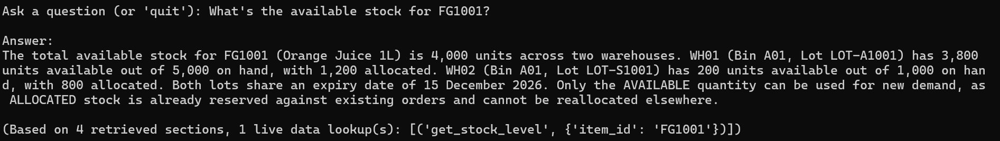 Ask a question (or 'quit'): What's the available stock for FG1001?
Answer:
The total available stock for FG1001 (Orange Juice 1L) is 4,000 units across two warehouses. WH01 (Bin A01, Lot LOT-A1001) has 3,800
units available out of 5,000 on hand, with 1,200 allocated. WH02 (Bin A01, Lot LOT-S1001) has 200 units available out of 1,000 on han
d, with 800 allocated. Both lots share an expiry date of 15 December 2026. Only the AVAILABLE quantity can be used for new demand, as
 ALLOCATED stock is already reserved against existing orders and cannot be reallocated elsewhere.
(Based on 4 retrieved sections, 1 live data lookup(s): [('get_stock_level', {'item_id': 'FG1001'})])